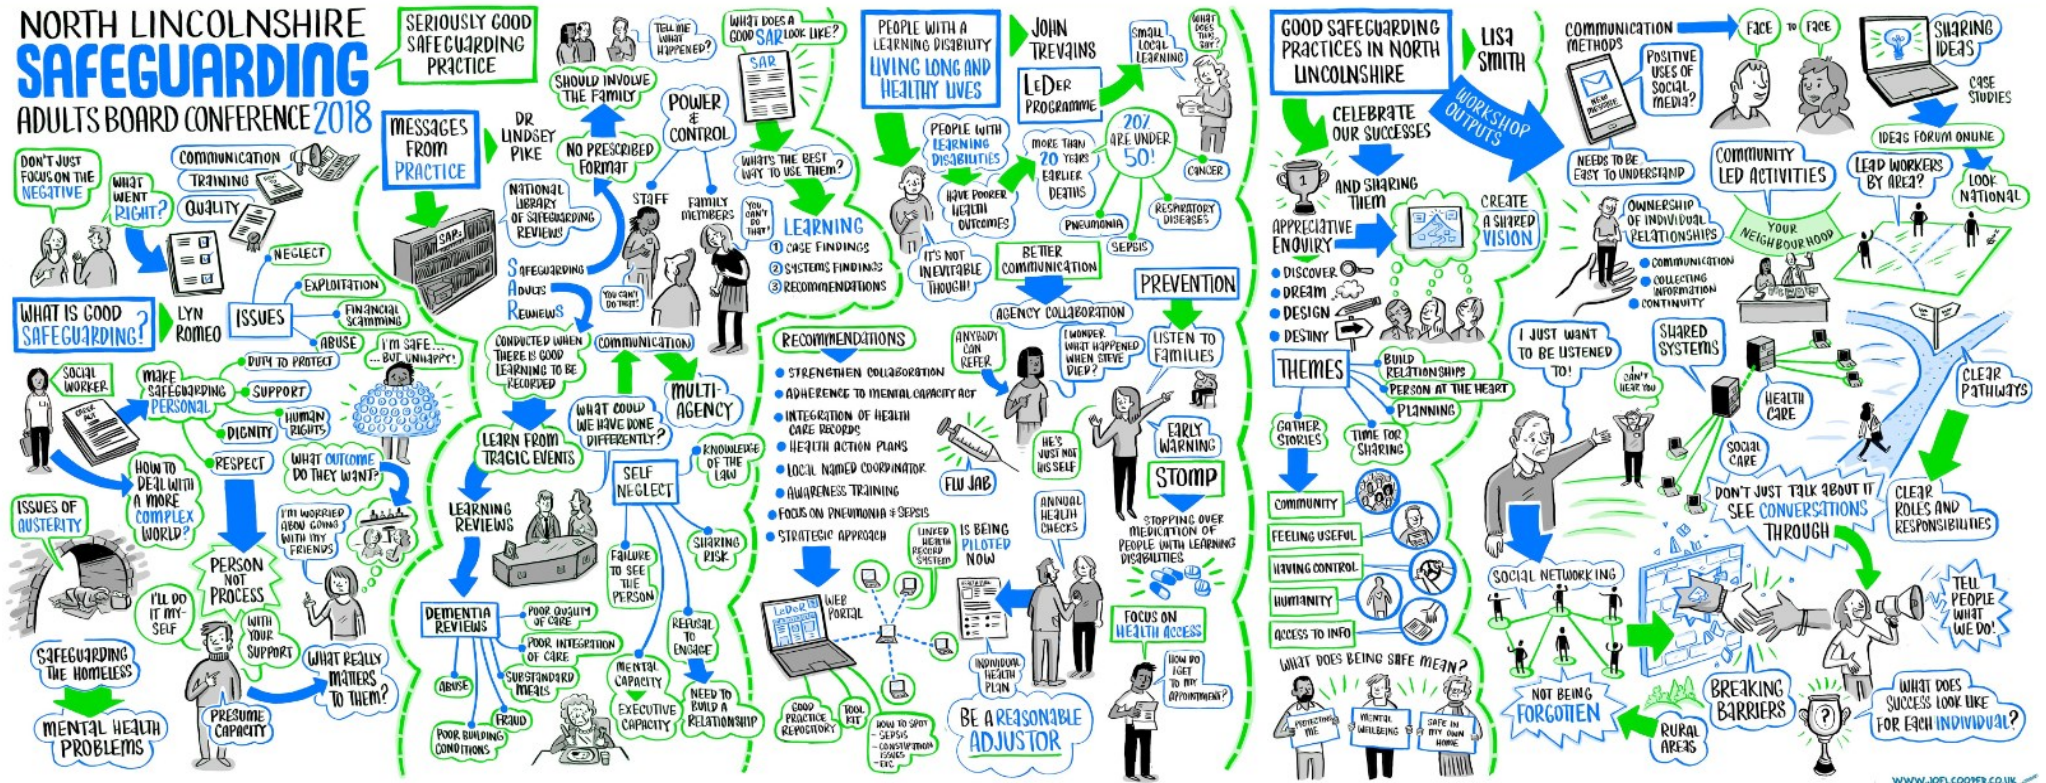 NORTH LINCOLNSHIRE
SAFEGUARDING
ADULTS BOARD CONFERENCE 2018
SERIOUSLY GOOD
SAFEGUARDING
PRACTICE
DON'T JUST
FOCUS ON THE
NEGATIVE
WHAT
WENT
RIGHT?
COMMUNICATION
TRAINING
QUALITY
WHAT IS GOOD
SAFEGUARDING?
LYN
ROMEO
ISSUES
NEGLECT
EXPLOITATION
FINANCIAL
SCAMMING
ABUSE
SOCIAL
WORKER
CARE
ACT
MAKE
SAFEGUARDING
PERSONAL
DUTY TO PROTECT
SUPPORT
HUMAN
RIGHTS
DIGNITY
RESPECT
I'M SAFE...
...BUT UNHAPPY!
HOW TO
DEAL WITH
A MORE
COMPLEX
WORLD?
WHAT OUTCOME
DO THEY WANT?
I'M WORRIED
ABOU GOING
WITH MY
FRIENDS
ISSUES OF
AUSTERITY
PERSON
NOT
PROCESS
I'LL DO
IT MY-
SELF
WITH
YOUR
SUPPORT
SAFEGUARDING
THE HOMELESS
MENTAL HEALTH
PROBLEMS
PRESUME
CAPACITY
WHAT REALLY
MATTERS
TO THEM?
MESSAGES
FROM
PRACTICE
DR
LINDSEY
PIKE
SARs
NATIONAL
LIBRARY
OF SAFEGUARDING
REVIEWS
SAFEGUARDING
ADULTS
REVIEWS
NO PRESCRIBED
FORMAT
SHOULD INVOLVE
THE FAMILY
TELL ME
WHAT
HAPPENED?
POWER
&
CONTROL
STAFF
FAMILY
MEMBERS
YOU CAN'T
DO THAT!
YOU
CAN'T
DO
THAT!
WHAT DOES A
GOOD SAR LOOK LIKE?
SAR
WHAT'S THE BEST
WAY TO USE THEM?
LEARNING
1 CASE FINDINGS
2 SYSTEMS FINDINGS
3 RECOMMENDATIONS
CONDUCTED WHEN
THERE IS GOOD
LEARNING TO BE
RECORDED
COMMUNICATION
MULTI-
AGENCY
LEARN FROM
TRAGIC EVENTS
WHAT COULD
WE HAVE DONE
DIFFERENTLY?
LEARNING
REVIEWS
SELF
NEGLECT
KNOWLEDGE
OF THE
LAW
SHARING
RISK
FAILURE
TO SEE
THE
PERSON
REFUSAL
TO
ENGAGE
MENTAL
CAPACITY
EXECUTIVE
CAPACITY
NEED TO
BUILD A
RELATIONSHIP
DEMENTIA
REVIEWS
POOR QUALITY
OF CARE
POOR INTEGRATION
OF CARE
SUBSTANDARD
MEALS
ABUSE
FRAUD
POOR BUILDING
CONDITIONS
PEOPLE WITH A
LEARNING DISABILITY
LIVING LONG AND
HEALTHY LIVES
JOHN
TREVAINS
LeDeR
PROGRAMME
SMALL
LOCAL
LEARNING
WHAT
DOES
THIS
SAY?
PEOPLE WITH
LEARNING
DISABILITIES
HAVE POORER
HEALTH
OUTCOMES
MORE THAN
20 YEARS
EARLIER
DEATHS
20%
ARE UNDER
50!
CANCER
RESPIRATORY
DISEASES
SEPSIS
PNEUMONIA
IT'S NOT
INEVITABLE
THOUGH!
BETTER
COMMUNICATION
AGENCY COLLABORATION
PREVENTION
LISTEN TO
FAMILIES
RECOMMENDATIONS
STRENGTHEN COLLABORATION
ADHERENCE TO MENTAL CAPACITY ACT
INTEGRATION OF HEALTH
CARE RECORDS
HEALTH ACTION PLANS
LOCAL NAMED COORDINATOR
AWARENESS TRAINING
FOCUS ON PNEUMONIA & SEPSIS
STRATEGIC APPROACH
ANYBODY
CAN
REFER
I WONDER
WHAT HAPPENED
WHEN STEVE
DIED?
FLU JAB
HE'S
JUST NOT
HISSELF
EARLY
WARNING
STOMP
STOPPING OVER
MEDICATION OF
PEOPLE WITH LEARNING
DISABILITIES
LeDeR
WEB
PORTAL
LINKED
HEALTH
RECORD
SYSTEM
IS BEING
PILOTED
NOW
ANNUAL
HEALTH
CHECKS
INDIVIDUAL
HEALTH
PLAN
GOOD
PRACTICE
REPOSITORY
TOOL
KIT
HOW TO SPOT
- SEPSIS
- CONSTIPATION
ISSUES
- ETC
BE A REASONABLE
ADJUSTOR
FOCUS ON
HEALTH ACCESS
HOW DO
I GET
TO MY
APPOINTMENT?
GOOD SAFEGUARDING
PRACTICES IN NORTH
LINCOLNSHIRE
LISA
SMITH
WORKSHOP
OUTPUTS
CELEBRATE
OUR SUCCESSES
1
AND SHARING
THEM
CREATE
A SHARED
VISION
APPRECIATIVE
ENQUIRY
DISCOVER
DREAM
DESIGN
DESTINY
THEMES
BUILD
RELATIONSHIPS
PERSON AT THE HEART
PLANNING
TIME FOR
SHARING
GATHER
STORIES
COMMUNITY
FEELING USEFUL
HAVING CONTROL
HUMANITY
ACCESS TO INFO
WHAT DOES BEING SAFE MEAN?
PROTECTING
ME
MENTAL
WELLBEING
SAFE IN
MY OWN
HOME
COMMUNICATION
METHODS
FACE TO FACE
SHARING
IDEAS
NEW
MESSAGE
POSITIVE
USES OF
SOCIAL
MEDIA?
NEEDS TO BE
EASY TO UNDERSTAND
CASE
STUDIES
IDEAS FORUM ONLINE
LOOK
NATIONAL
COMMUNITY
LED ACTIVITIES
LEAD WORKERS
BY AREA?
YOUR
NEIGHBOURHOOD
OWNERSHIP
OF INDIVIDUAL
RELATIONSHIPS
COMMUNICATION
COLLECTING
INFORMATION
CONTINUITY
I JUST WANT
TO BE LISTENED
TO!
I
CAN'T
HEAR YOU
SHARED
SYSTEMS
HEALTH
CARE
SOCIAL
CARE
CLEAR
PATHWAYS
CLEAR
ROLES AND
RESPONSIBILITIES
DON'T JUST TALK ABOUT IT
SEE CONVERSATIONS
THROUGH
SOCIAL NETWORKING
NOT BEING
FORGOTTEN
RURAL
AREAS
BREAKING
BARRIERS
TELL
PEOPLE
WHAT
WE DO!
?
WHAT DOES
SUCCESS LOOK LIKE
FOR EACH INDIVIDUAL?
WWW.JOELCOOPER.CO.UK